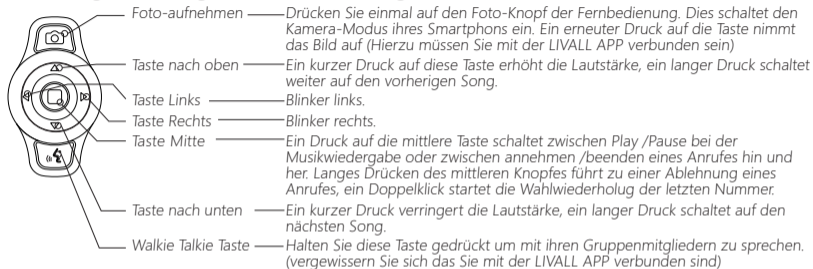 Foto-aufnehmen Drücken Sie einmal auf den Foto-Knopf der Fernbedienung. Dies schaltet den
Kamera-Modus ihres Smartphons ein. Ein erneuter Druck auf die Taste nimmt
das Bild auf (Hierzu müssen Sie mit der LIVALL APP verbunden sein)
Taste nach oben Ein kurzer Druck auf diese Taste erhöht die Lautstärke, ein langer Druck schaltet
weiter auf den vorherigen Song.
Taste Links Blinker links.
Taste Rechts Blinker rechts.
Taste Mitte Ein Druck auf die mittlere Taste schaltet zwischen Play /Pause bei der
Musikwiedergabe oder zwischen annehmen /beenden eines Anrufes hin und
her. Langes Drücken des mittleren Knopfes führt zu einer Ablehnung eines
Anrufes, ein Doppelklick startet die Wahlwiederholug der letzten Nummer.
Taste nach unten Ein kurzer Druck verringert die Lautstärke, ein langer Druck schaltet auf den
nächsten Song.
Walkie Talkie Taste Halten Sie diese Taste gedrückt um mit ihren Gruppenmitgliedern zu sprechen.
(vergewissern Sie sich das Sie mit der LIVALL APP verbunden sind)